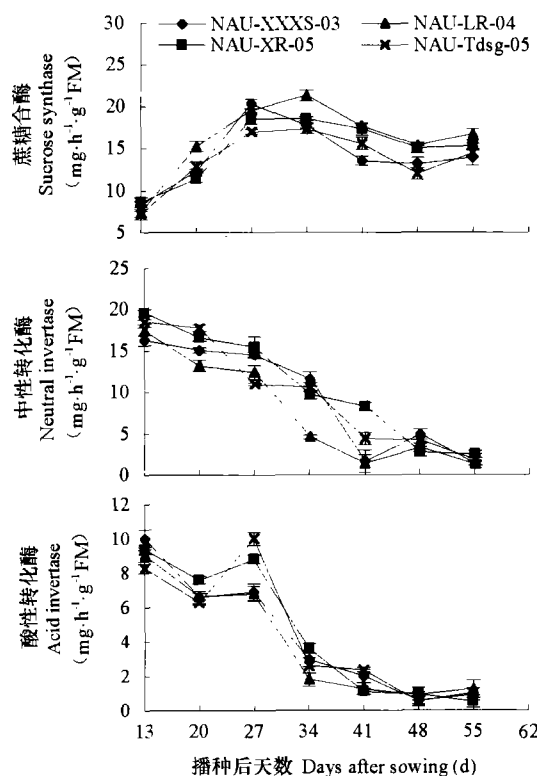 NAU-XXXS-03 NAU-LR-04
NAU-XR-05 NAU-Tdsg-05
蔗糖合酶
Sucrose synthase
(mg·h⁻¹·g⁻¹FM)
30
25
20
15
10
5
中性转化酶
Neutral invertase
(mg·h⁻¹·g⁻¹FM)
25
20
15
10
5
0
酸性转化酶
Acid invertase
(mg·h⁻¹·g⁻¹FM)
12
10
8
6
4
2
0
13 20 27 34 41 48 55 62
播种后天数 Days after sowing (d)